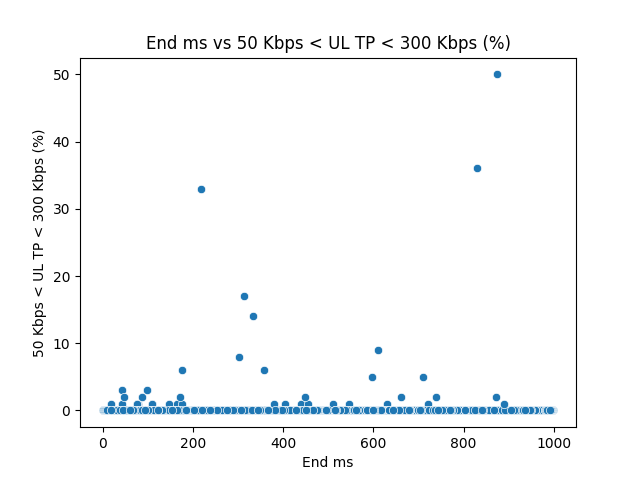 End ms vs 50 Kbps < UL TP < 300 Kbps (%)
50
40
30
20
10
0
50 Kbps < UL TP < 300 Kbps (%)
0 200 400 600 800 1000
End ms